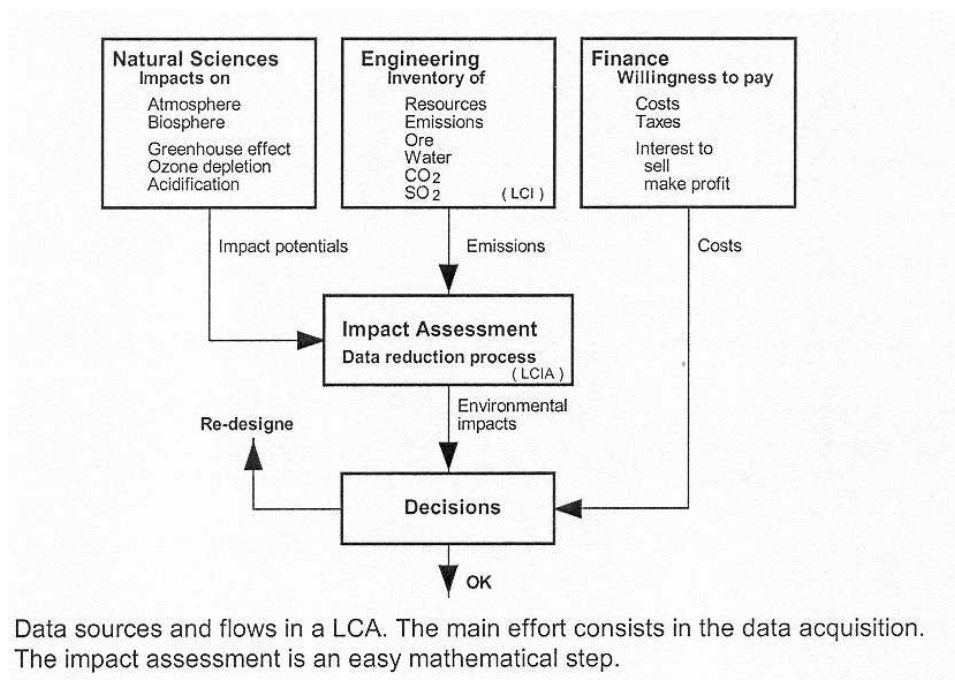 Natural Sciences
Impacts on
Atmosphere
Biosphere
Greenhouse effect
Ozone depletion
Acidification
Engineering
Inventory of
Resources
Emissions
Ore
Water
CO2
SO2
( LCI )
Finance
Willingness to pay
Costs
Taxes
Interest to
sell
make profit
Impact potentials
Emissions
Costs
Impact Assessment
Data reduction process
( LCIA )
Environmental
impacts
Re-designe
Decisions
OK
Data sources and flows in a LCA. The main effort consists in the data acquisition.
The impact assessment is an easy mathematical step.